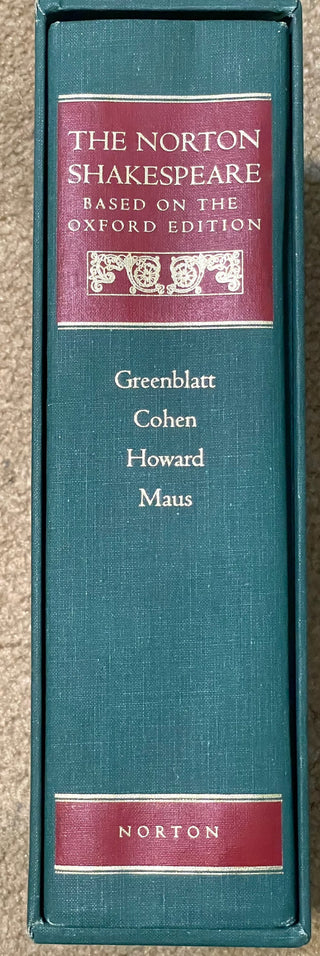 THE NORTON
SHAKESPEARE
BASED ON THE
OXFORD EDITION
Greenblatt
Cohen
Howard
Maus
NORTON